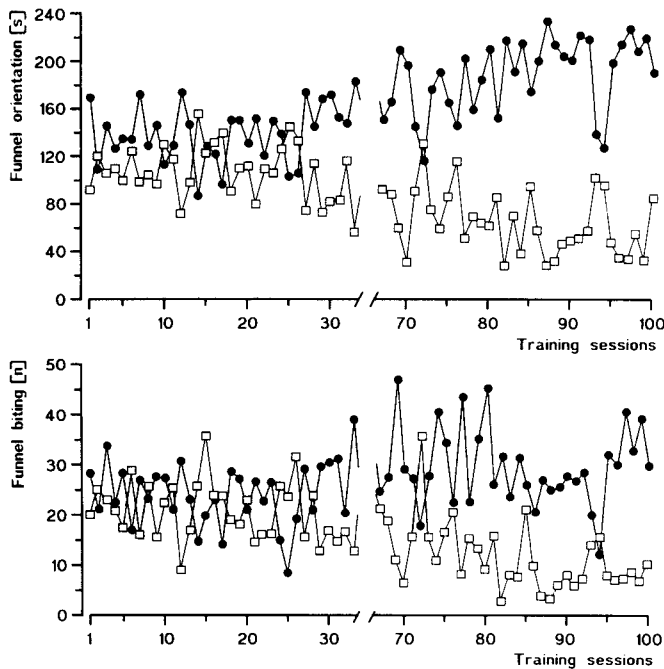 Funnel orientation [s]
240
200
160
120
80
40
0
1 10 20 30 70 80 90 100
Training sessions
Funnel biting [n]
50
40
30
20
10
0
1 10 20 30 70 80 90 100
Training sessions